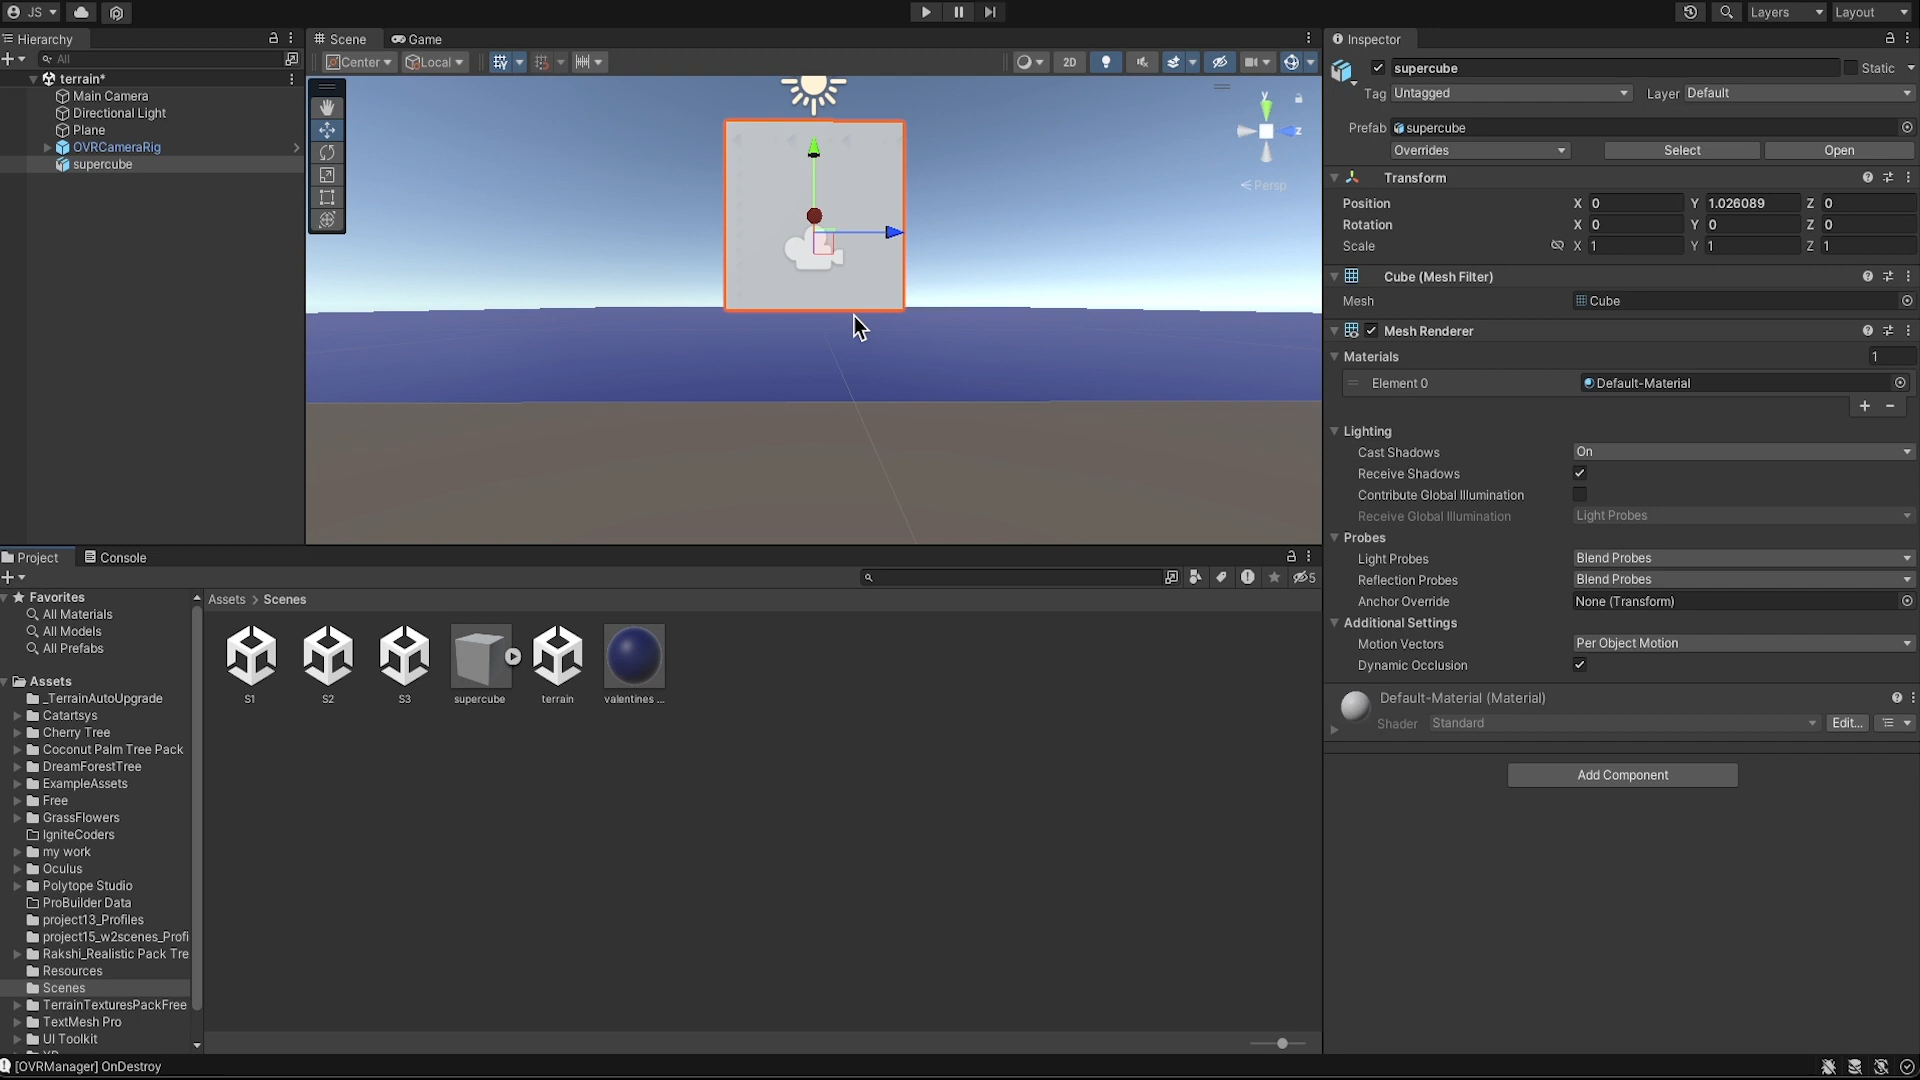 JS
Layers
Layout
Hierarchy
All
terrain*
Main Camera
Directional Light
Plane
OVRCameraRig
supercube
Scene
Game
Center
Local
2D
y
z
Persp
Inspector
supercube
Static
Tag
Untagged
Layer
Default
Prefab
supercube
Overrides
Select
Open
Transform
Position
X
0
Y
1.026089
Z
0
Rotation
X
0
Y
0
Z
0
Scale
X
1
Y
1
Z
1
Cube (Mesh Filter)
Mesh
Cube
Mesh Renderer
Materials
1
Element 0
Default-Material
Lighting
Cast Shadows
On
Receive Shadows
Contribute Global Illumination
Receive Global Illumination
Light Probes
Probes
Light Probes
Blend Probes
Reflection Probes
Blend Probes
Anchor Override
None (Transform)
Additional Settings
Motion Vectors
Per Object Motion
Dynamic Occlusion
Default-Material (Material)
Shader
Standard
Edit...
Add Component
Project
Console
5
Favorites
All Materials
All Models
All Prefabs
Assets
_TerrainAutoUpgrade
Catartsys
Cherry Tree
Coconut Palm Tree Pack
DreamForestTree
ExampleAssets
Free
GrassFlowers
IgniteCoders
my work
Oculus
Polytope Studio
ProBuilder Data
project13_Profiles
project15_w2scenes_Profi
Rakshi_Realistic Pack Tre
Resources
Scenes
TerrainTexturesPackFree
TextMesh Pro
UI Toolkit
Assets > Scenes
S1
S2
S3
supercube
terrain
valentines ...
[OVRManager] OnDestroy